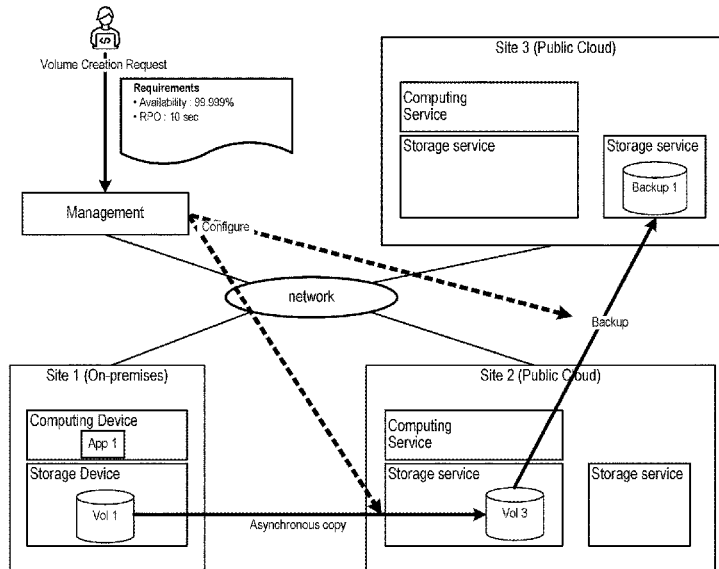 Volume Creation Request
Requirements
• Availability : 99.999%
• RPO : 10 sec
Management
Configure
network
Site 3 (Public Cloud)
Computing
Service
Storage service
Storage service
Backup 1
Backup
Site 1 (On-premises)
Computing Device
App 1
Storage Device
Vol 1
Asynchronous copy
Site 2 (Public Cloud)
Computing
Service
Storage service
Vol 3
Storage service